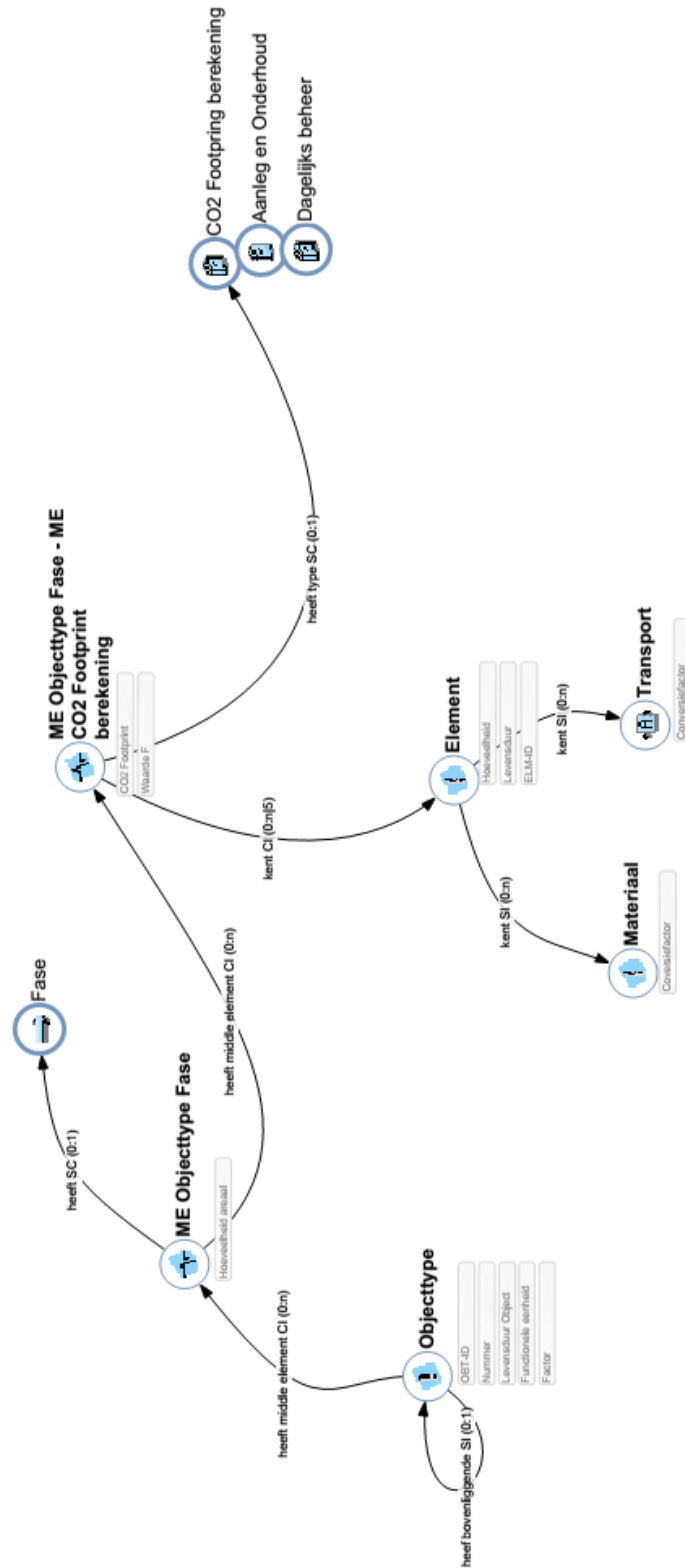 CO2 Footpring berekening
Aanleg en Onderhoud
Dagelijks beheer
heeft type SC (0:1)
ME Objecttype Fase - ME
CO2 Footprint
berekening
CO2 Footprint
Waarde F
kent CI (0:n|5)
Element
Hoeveelheid
Levensduur
ELM-ID
kent SI (0:n)
Transport
Conversiefactor
kent SI (0:n)
Materiaal
Coversiefactor
Fase
heeft SC (0:1)
heeft middle element CI (0:n)
ME Objecttype Fase
Hoeveelheid areaal
heeft middle element CI (0:n)
Objecttype
OBT-ID
Nummer
Levensduur Object
Functionele eenheid
Factor
heef bovenliggende SI (0:1)